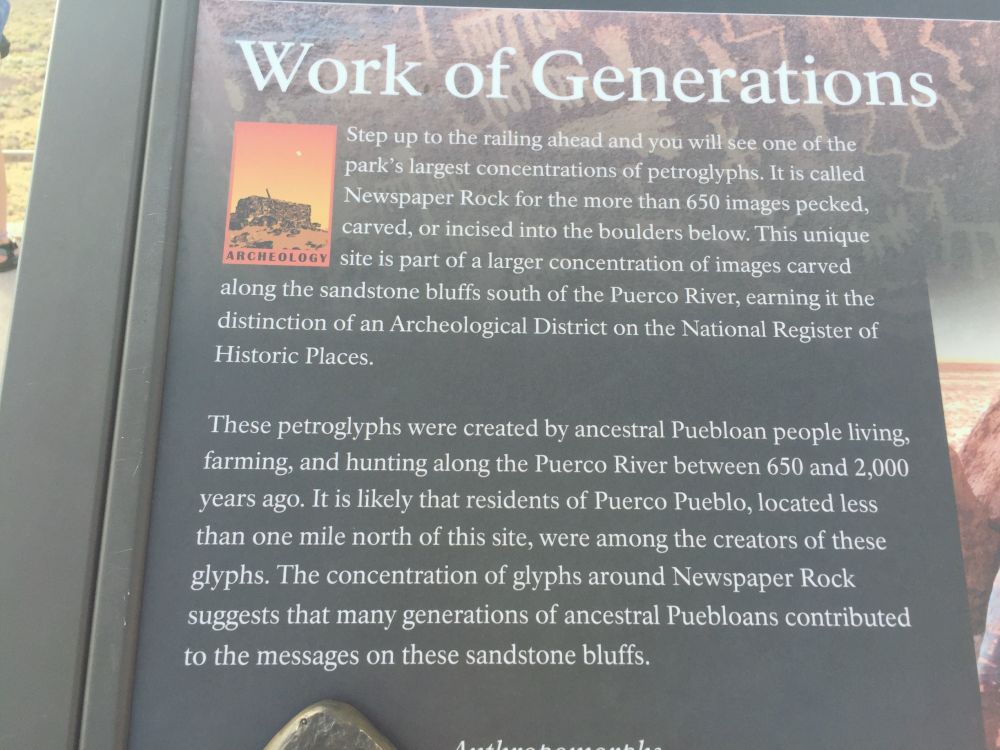 Work of Generations
Step up to the railing ahead and you will see one of the
park's largest concentrations of petroglyphs. It is called
Newspaper Rock for the more than 650 images pecked,
carved, or incised into the boulders below. This unique
site is part of a larger concentration of images carved
along the sandstone bluffs south of the Puerco River, earning it the
distinction of an Archeological District on the National Register of
Historic Places.
ARCHEOLOGY
These petroglyphs were created by ancestral Puebloan people living,
farming, and hunting along the Puerco River between 650 and 2,000
years ago. It is likely that residents of Puerco Pueblo, located less
than one mile north of this site, were among the creators of these
glyphs. The concentration of glyphs around Newspaper Rock
suggests that many generations of ancestral Puebloans contributed
to the messages on these sandstone bluffs.
Anthropomorphs